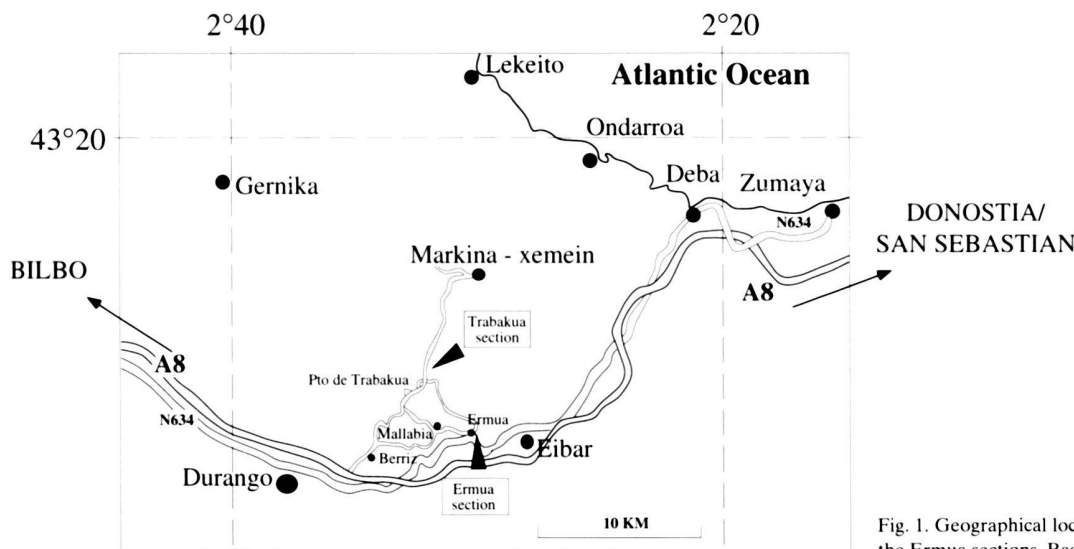 2°40
2°20
Lekeito
Atlantic Ocean
43°20
Ondarroa
Gernika
Deba
Zumaya
N634
DONOSTIA/
SAN SEBASTIAN
BILBO
Markina - xemein
A8
Trabakua
section
A8
Pto de Trabakua
N634
Mallabia
Ermua
Eibar
Berriz
Durango
Ermua
section
10 KM
Fig. 1. Geographical loc
the Ermua sections. Ba